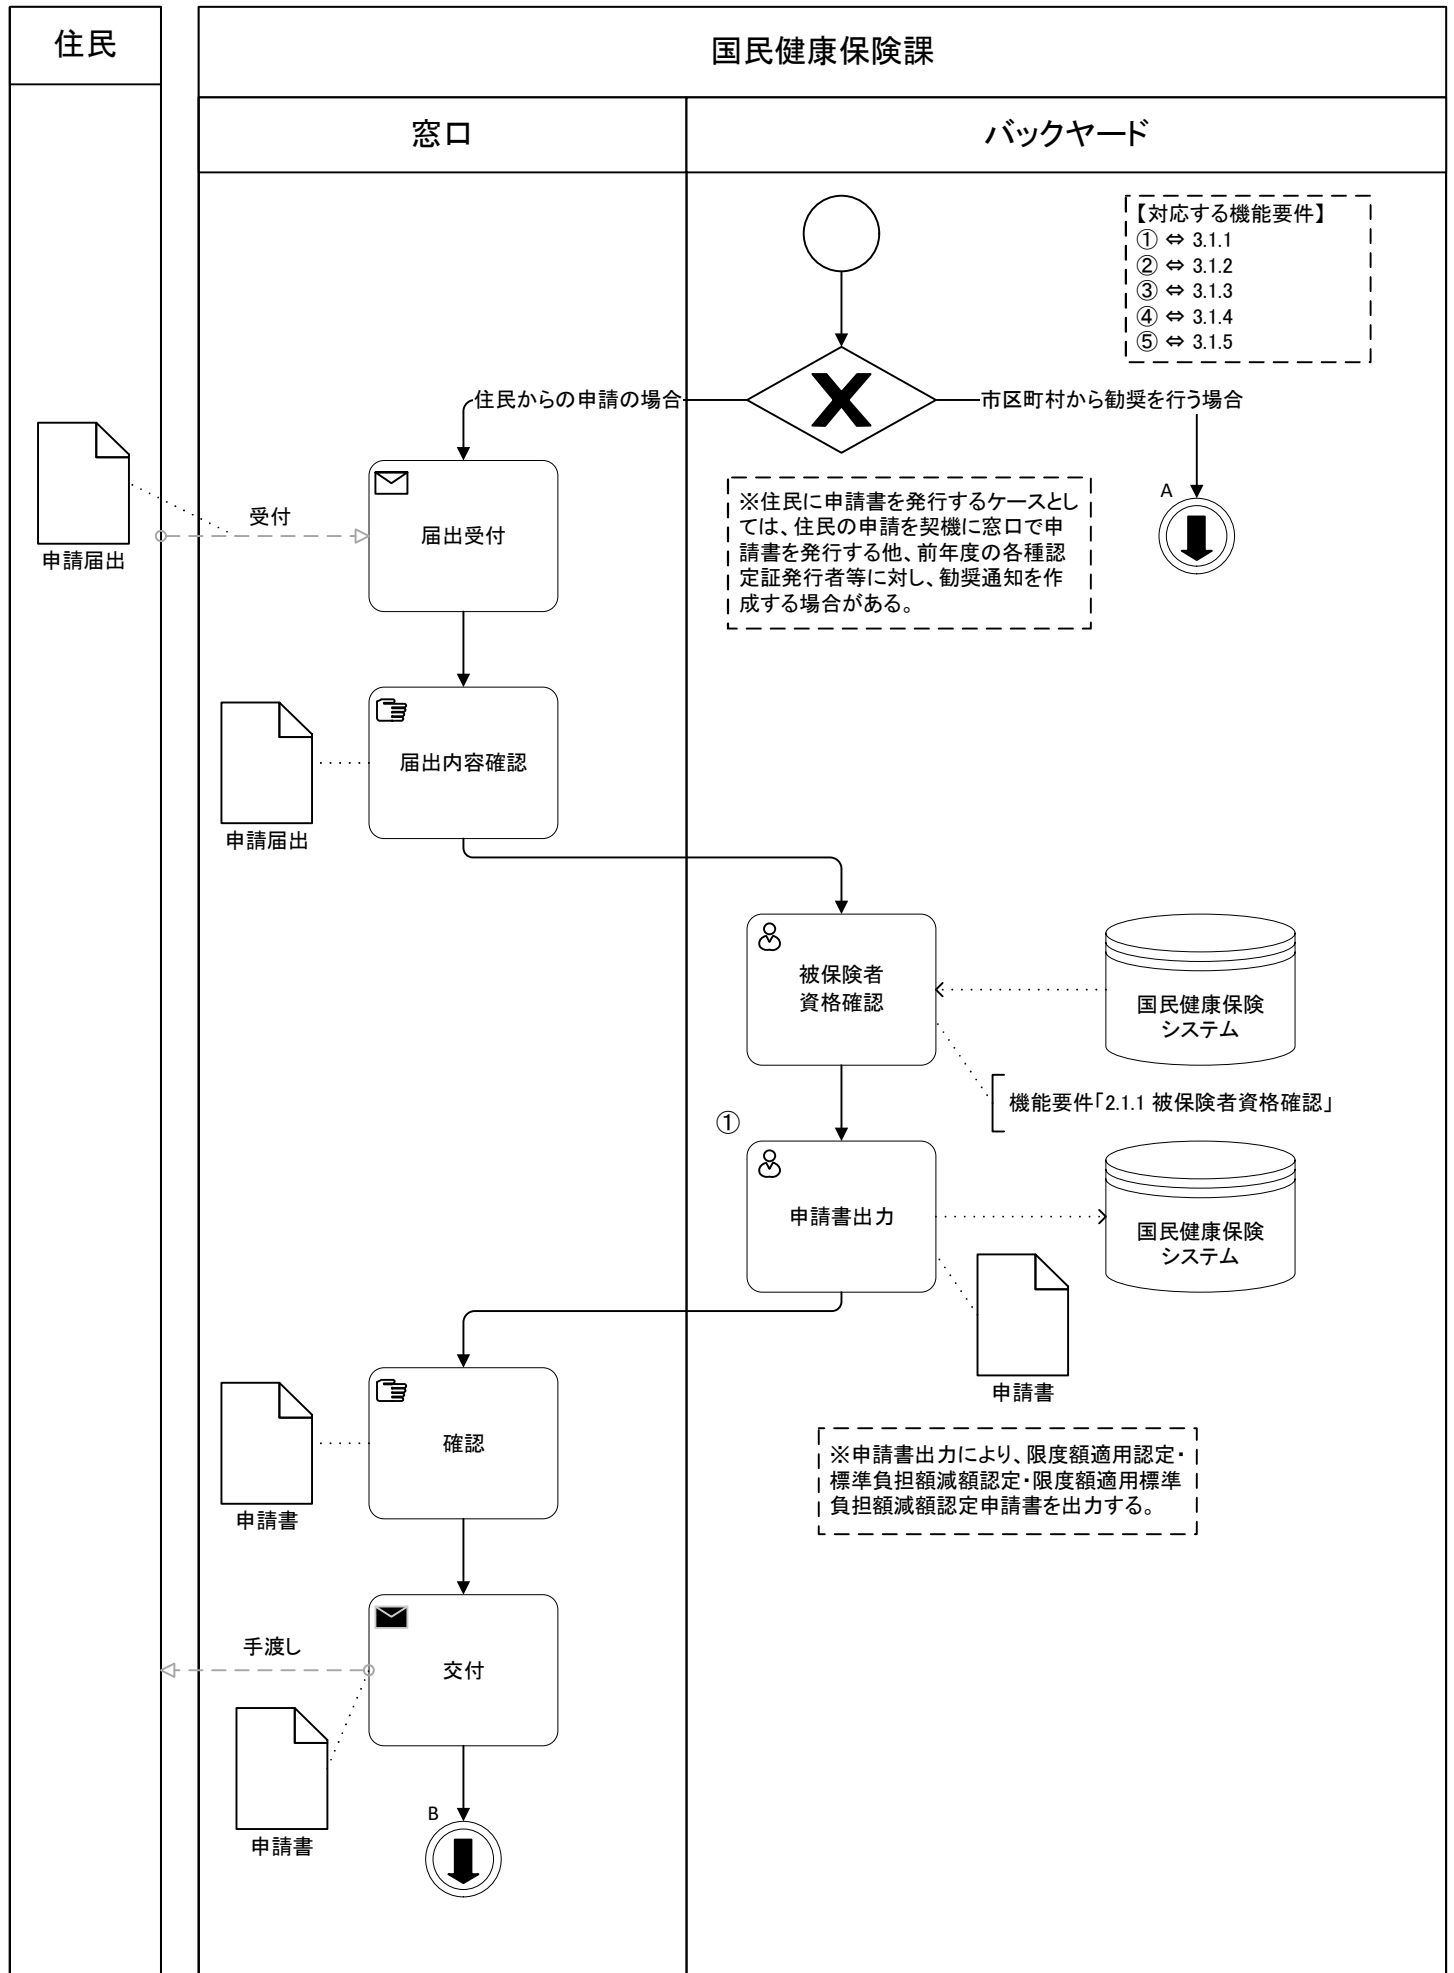 住民
国民健康保険課
窓口
バックヤード
【対応する機能要件】
① ⇔ 3.1.1
② ⇔ 3.1.2
③ ⇔ 3.1.3
④ ⇔ 3.1.4
⑤ ⇔ 3.1.5
住民からの申請の場合
市区町村から勧奨を行う場合
A
※住民に申請書を発行するケースとし
ては、住民の申請を契機に窓口で申
請書を発行する他、前年度の各種認
定証発行者等に対し、勧奨通知を作
成する場合がある。
申請届出
受付
届出受付
届出内容確認
申請届出
被保険者
資格確認
国民健康保険
システム
機能要件「2.1.1 被保険者資格確認」
①
申請書出力
国民健康保険
システム
申請書
※申請書出力により、限度額適用認定・
標準負担額減額認定・限度額適用標準
負担額減額認定申請書を出力する。
確認
申請書
手渡し
交付
申請書
B